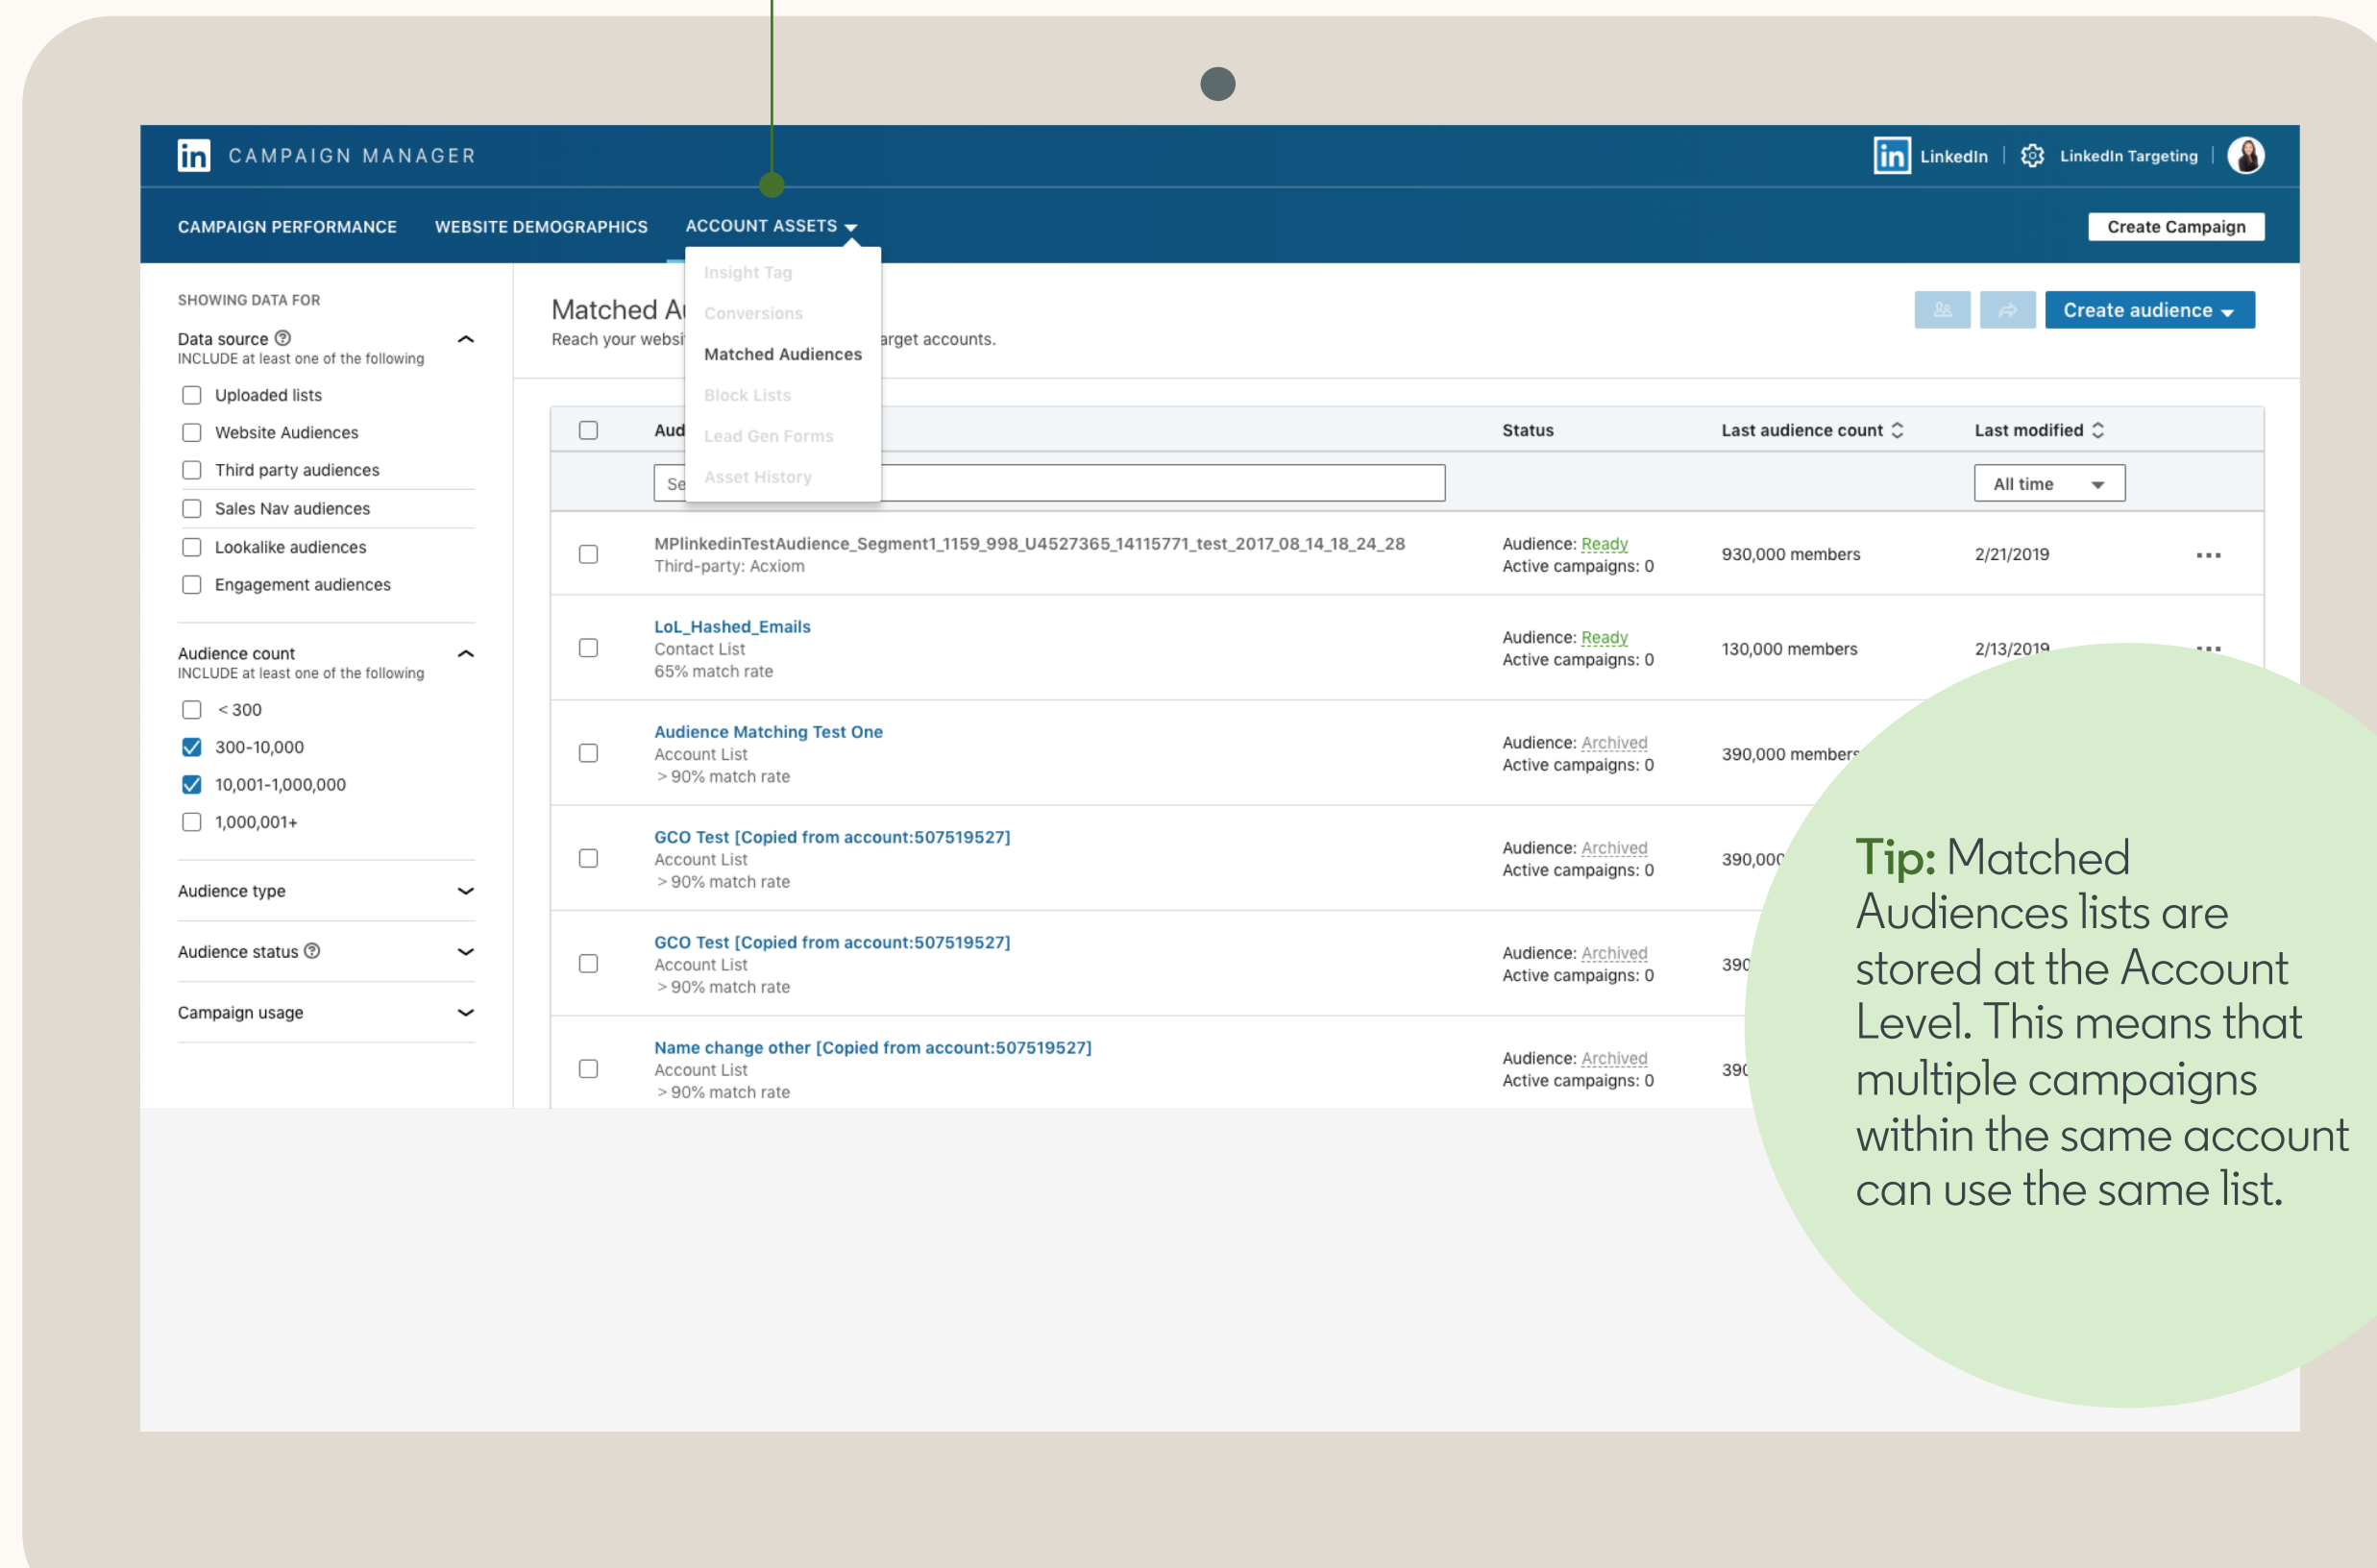 in CAMPAIGN MANAGER
in LinkedIn LinkedIn Targeting
CAMPAIGN PERFORMANCE WEBSITE DEMOGRAPHICS ACCOUNT ASSETS Create Campaign
Insight Tag
Conversions
Matched Audiences
Block Lists
Lead Gen Forms
Asset History
SHOWING DATA FOR
Data source
INCLUDE at least one of the following
Uploaded lists
Website Audiences
Third party audiences
Sales Nav audiences
Lookalike audiences
Engagement audiences
Audience count
INCLUDE at least one of the following
< 300
300-10,000
10,001-1,000,000
1,000,001+
Audience type
Audience status
Campaign usage
Matched
Reach your accounts.
Create audience
Status Last audience count Last modified
All time
MPlinkedinTestAudience_Segment1_1159_998_U4527365_14115771_test_2017_08_14_18_24_28
Third-party: Acxiom
Audience: Ready
Active campaigns: 0
930,000 members
2/21/2019
LoL_Hashed_Emails
Contact List
65% match rate
Audience: Ready
Active campaigns: 0
130,000 members
2/13/2019
Audience Matching Test One
Account List
> 90% match rate
Audience: Archived
Active campaigns: 0
390,000 members
GCO Test [Copied from account:507519527]
Account List
> 90% match rate
Audience: Archived
Active campaigns: 0
390,000
GCO Test [Copied from account:507519527]
Account List
> 90% match rate
Audience: Archived
Active campaigns: 0
390
Name change other [Copied from account:507519527]
Account List
> 90% match rate
Audience: Archived
Active campaigns: 0
390
Tip: Matched
Audiences lists are
stored at the Account
Level. This means that
multiple campaigns
within the same account
can use the same list.